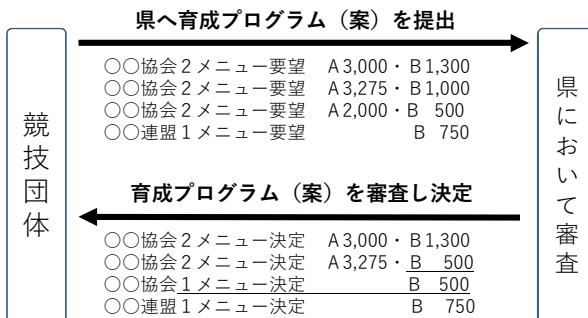 県へ育成プログラム（案）を提出
○○協会２メニュー要望　A 3,000・B 1,300
○○協会２メニュー要望　A 3,275・B 1,000
○○協会２メニュー要望　A 2,000・B　500
○○連盟１メニュー要望　B　750
競技団体
県において審査
育成プログラム（案）を審査し決定
○○協会２メニュー決定　A 3,000・B 1,300
○○協会２メニュー決定　A 3,275・B　500
○○協会１メニュー決定　B　500
○○連盟１メニュー決定　B　750